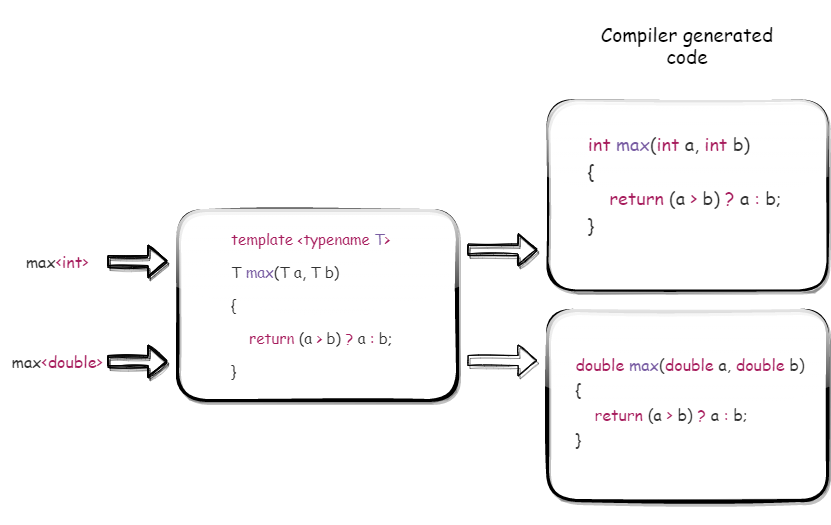 Compiler generated
code
max<int>
max<double>
template <typename T>
T max(T a, T b)
{
return (a > b) ? a : b;
}
int max(int a, int b)
{
return (a > b) ? a : b;
}
double max(double a, double b)
{
return (a > b) ? a : b;
}